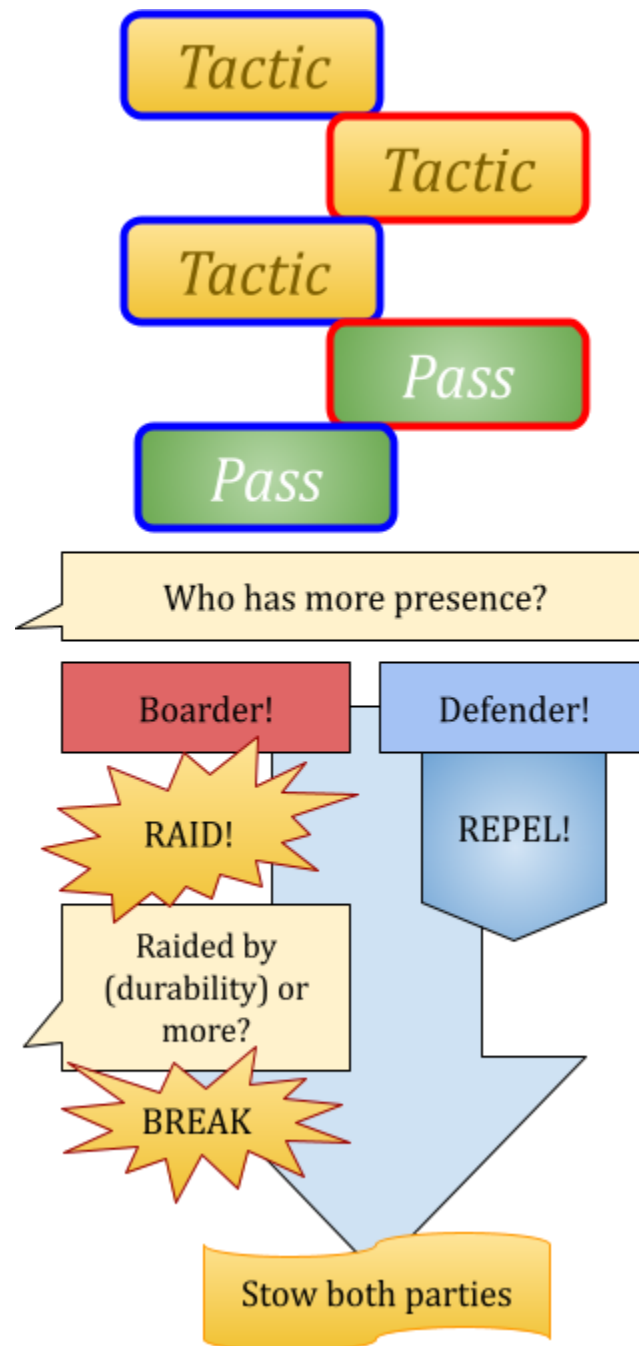 Tactic
Tactic
Tactic
Pass
Pass
Who has more presence?
Boarder!
Defender!
RAID!
REPEL!
Raided by
(durability) or
more?
BREAK
Stow both parties